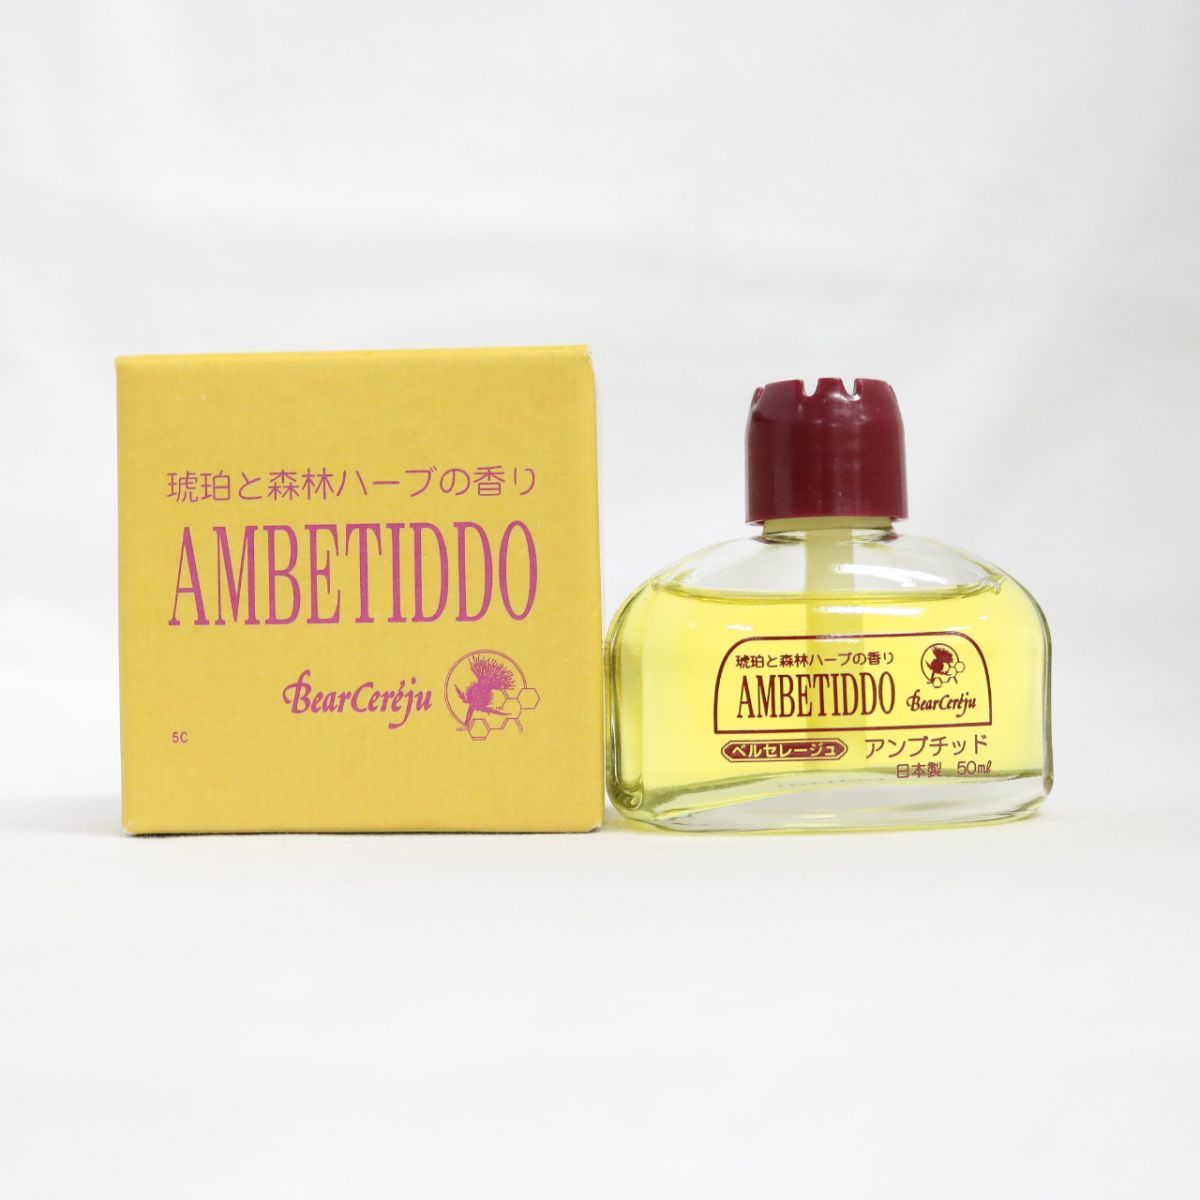 琥珀と森林ハーブの香り
AMBETIDDO
BearCeréju
5C
琥珀と森林ハーブの香り
AMBETIDDO BearCeréju
ベルセレージュ アンブチッド
日本製 50ml